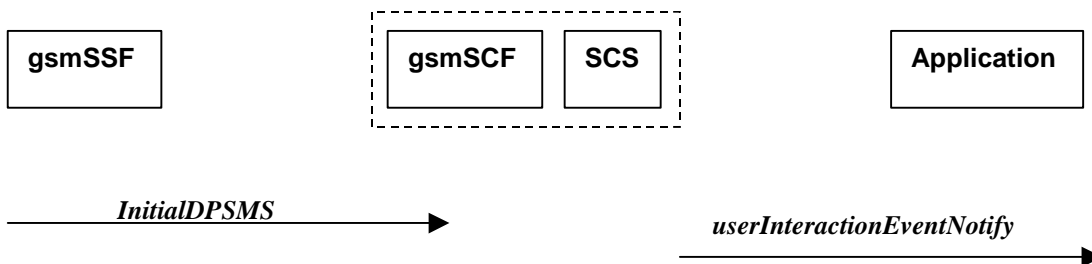 gsmSSF
gsmSCF
SCS
Application
InitialDPSMS
userInteractionEventNotify